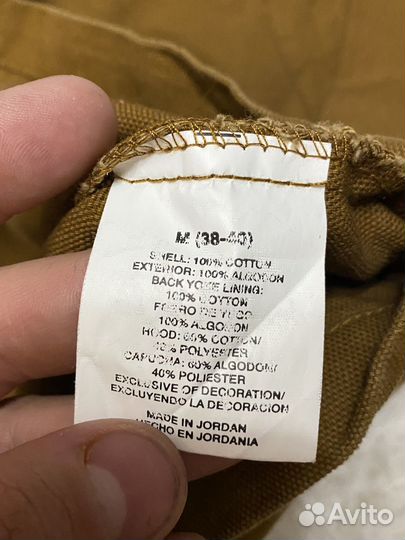 M (38-40)
SHELL: 100% COTTON
EXTERIOR: 100% ALGODON
BACK YOKE LINING:
100% COTTON
FORRO DE YUGO
100% ALGODON
HOOD: 60% COTTON/
40% POLYESTER
CAPUCHA: 60% ALGODON/
40% POLIESTER
EXCLUSIVE OF DECORATION/
EXCLUYENDO LA DECORACION
MADE IN JORDAN
HECHO EN JORDANIA
Avito